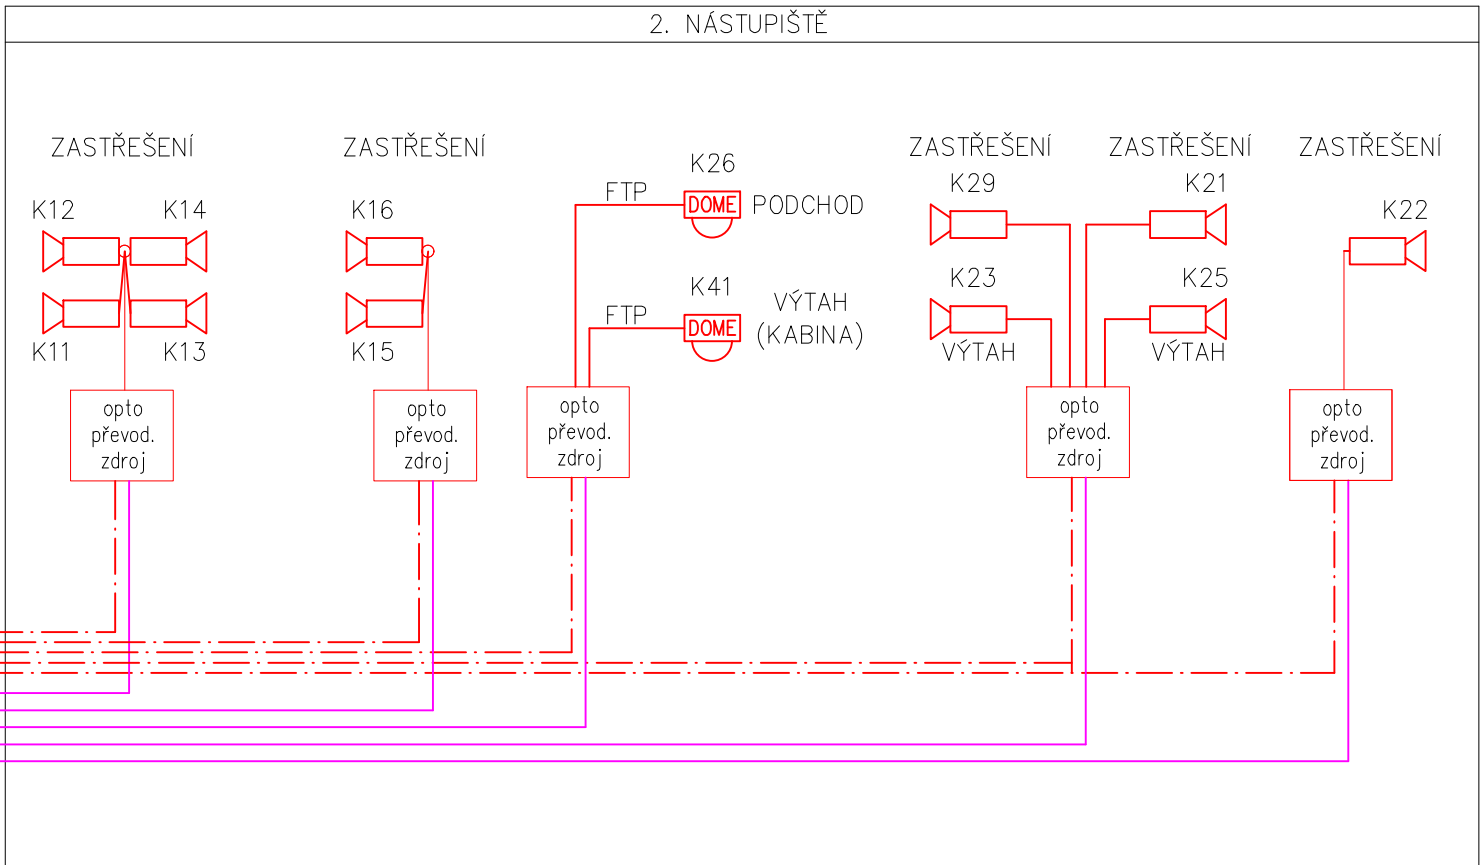 2. NÁSTUPIŠTĚ
ZASTŘEŠENÍ
K12
K14
K11
K13
opto
převod.
zdroj
ZASTŘEŠENÍ
K16
K15
opto
převod.
zdroj
K26
FTP
DOME
PODCHOD
K41
FTP
DOME
VÝTAH
(KABINA)
opto
převod.
zdroj
ZASTŘEŠENÍ
K29
K23
VÝTAH
ZASTŘEŠENÍ
K21
K25
VÝTAH
opto
převod.
zdroj
ZASTŘEŠENÍ
K22
opto
převod.
zdroj